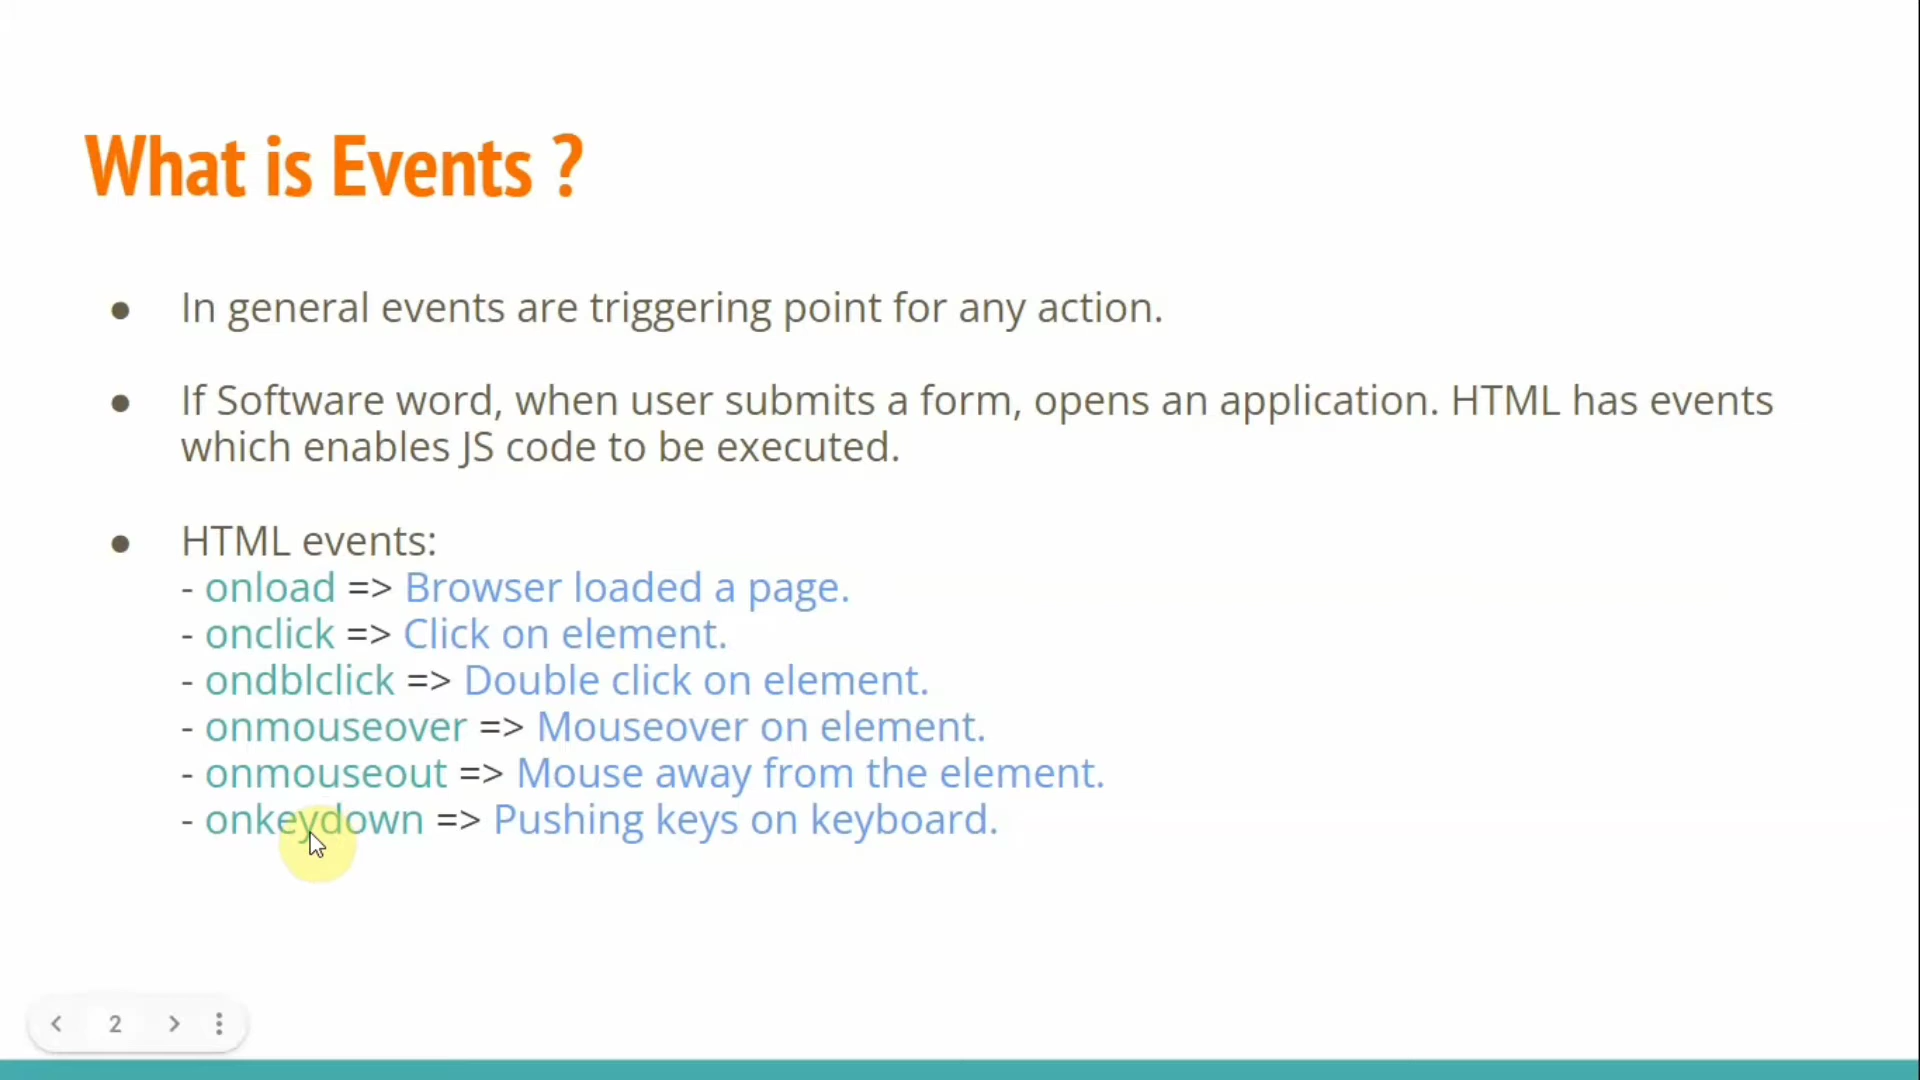 What is Events ?
● In general events are triggering point for any action.
● If Software word, when user submits a form, opens an application. HTML has events
which enables JS code to be executed.
● HTML events:
- onload => Browser loaded a page.
- onclick => Click on element.
- ondblclick => Double click on element.
- onmouseover => Mouseover on element.
- onmouseout => Mouse away from the element.
- onkeydown => Pushing keys on keyboard.
2